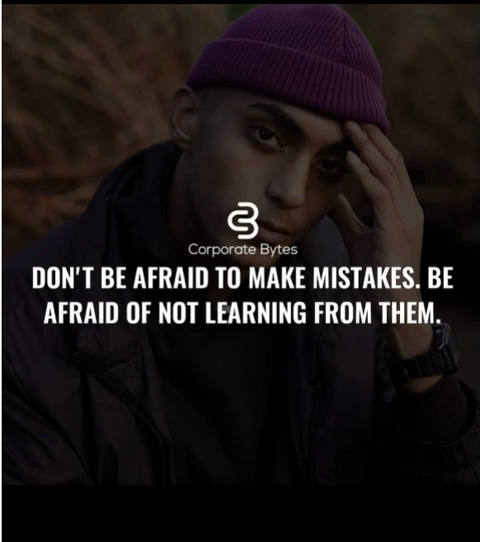 Corporate Bytes
DON'T BE AFRAID TO MAKE MISTAKES. BE
AFRAID OF NOT LEARNING FROM THEM.